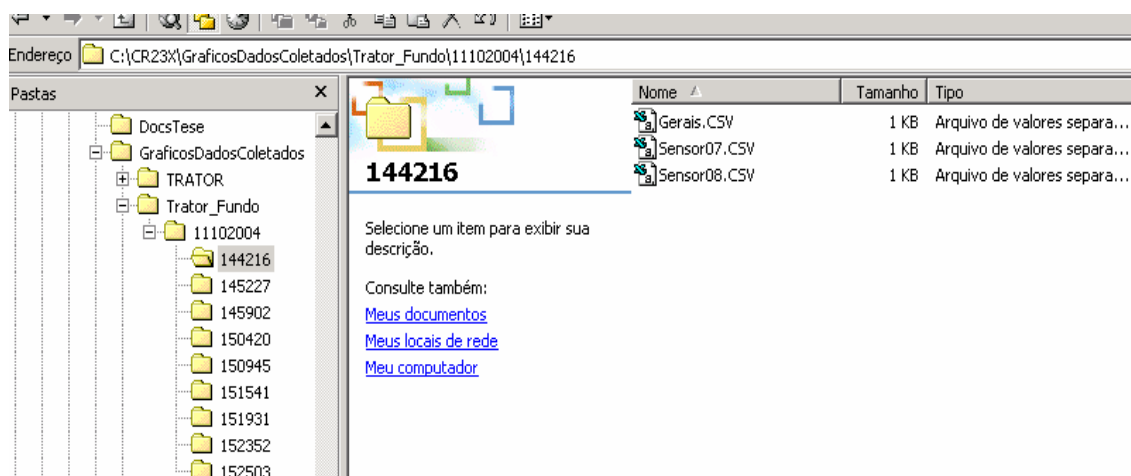 Endereço C:\CR23X\GraficosDadosColetados\Trator_Fundo\11102004\144216
Pastas
DocsTese
GraficosDadosColetados
TRATOR
Trator_Fundo
11102004
144216
145227
145902
150420
150945
151541
151931
152352
152503
144216
Selecione um item para exibir sua
descrição.
Consulte também:
Meus documentos
Meus locais de rede
Meu computador
Nome Tamanho Tipo
Gerais.CSV 1 KB Arquivo de valores separa...
Sensor07.CSV 1 KB Arquivo de valores separa...
Sensor08.CSV 1 KB Arquivo de valores separa...